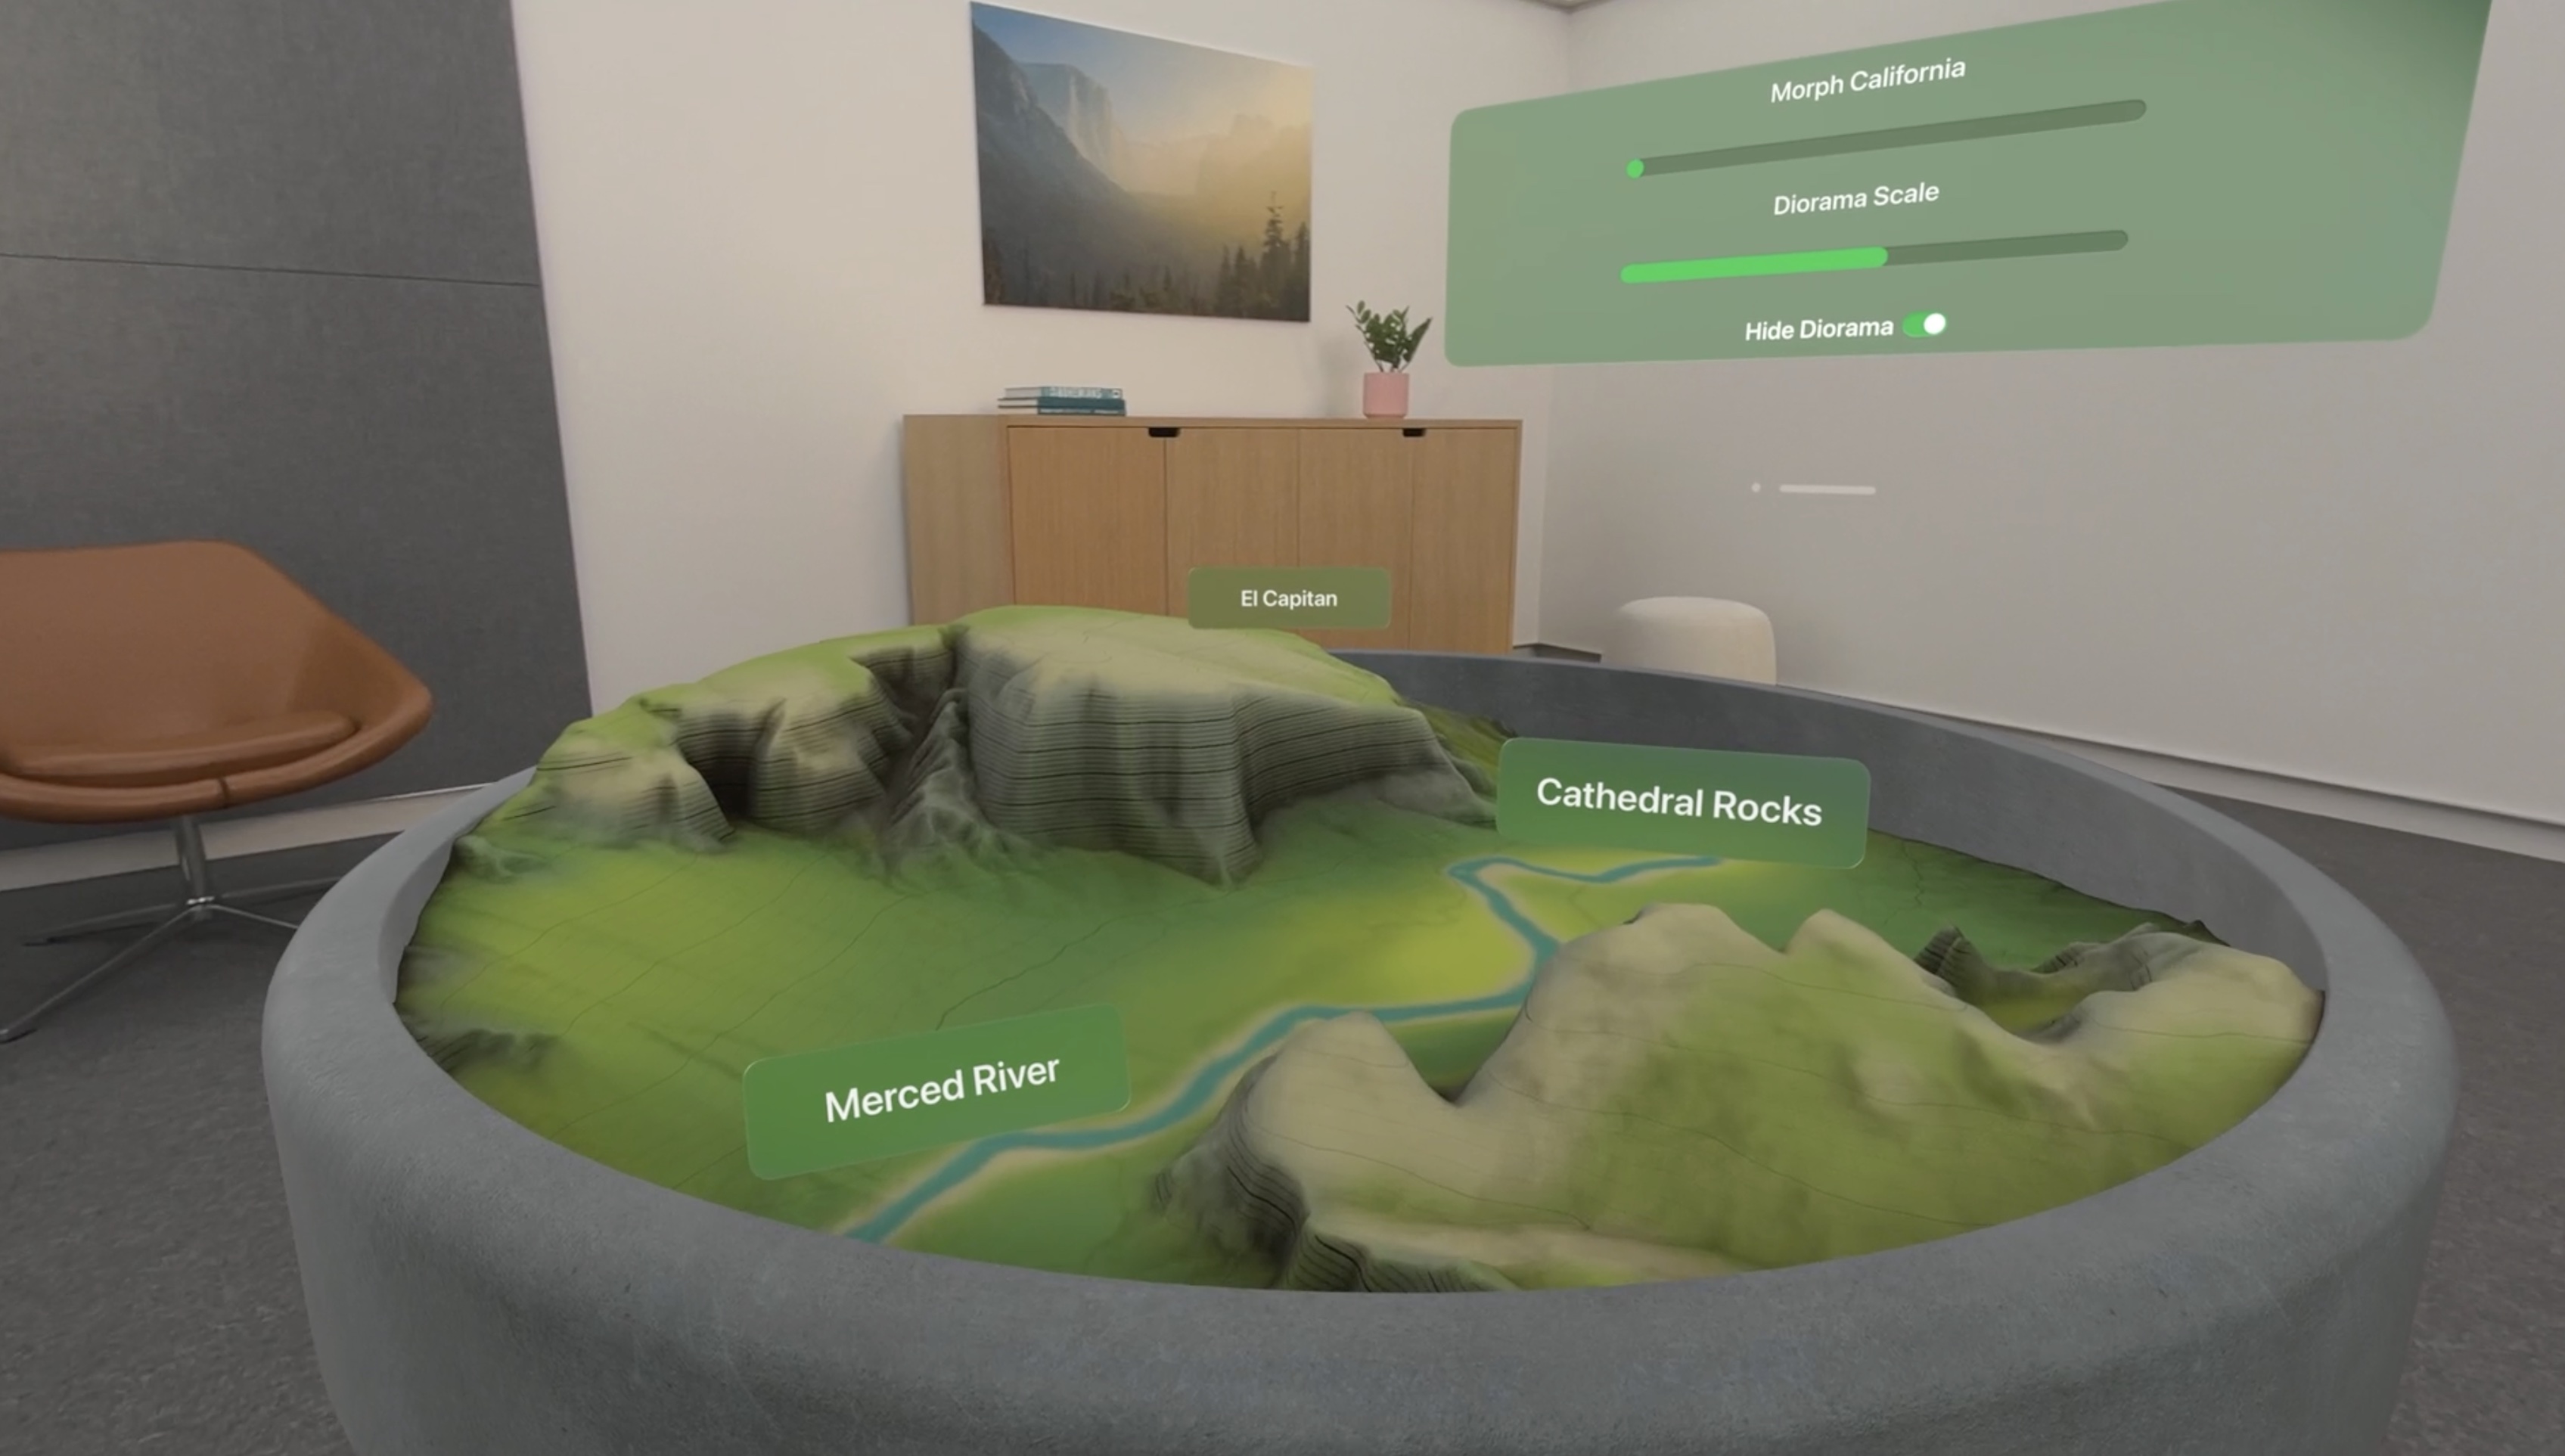 Morph California
Diorama Scale
Hide Diorama
El Capitan
Cathedral Rocks
Merced River